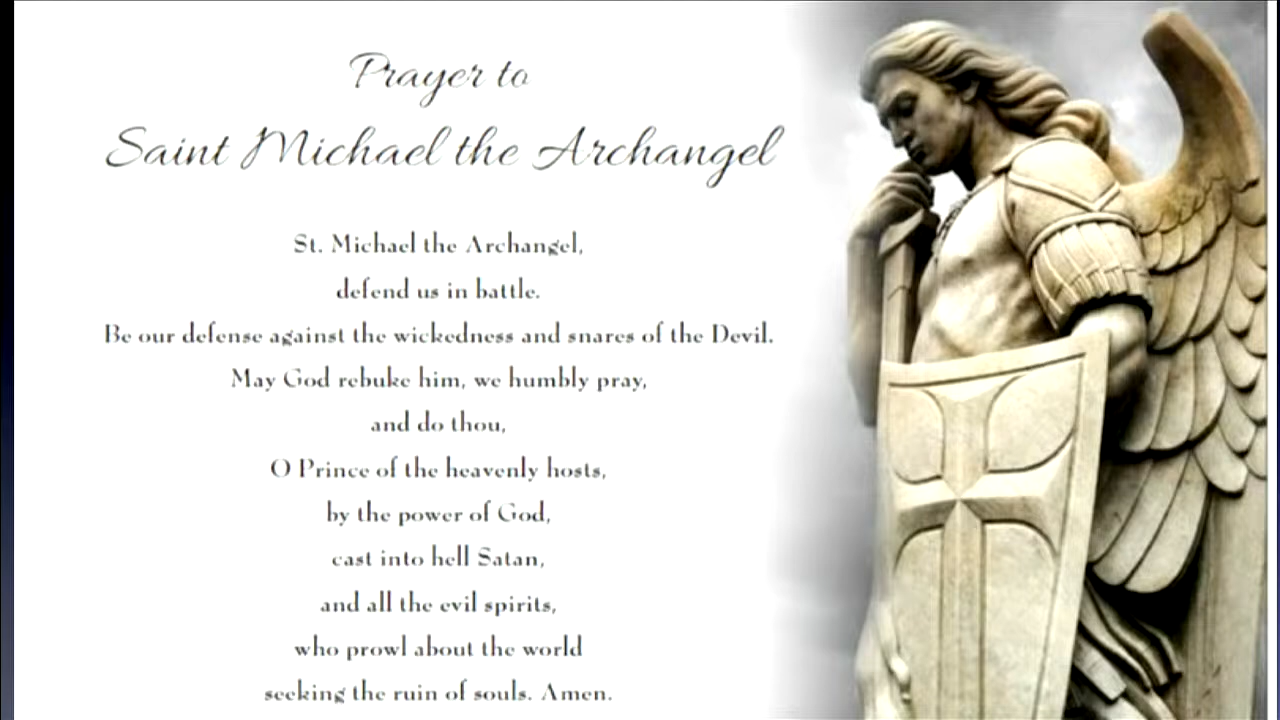 Prayer to
Saint Michael the Archangel
St. Michael the Archangel,
defend us in battle.
Be our defense against the wickedness and snares of the Devil.
May God rebuke him, we humbly pray,
and do thou,
O Prince of the heavenly hosts,
by the power of God,
cast into hell Satan,
and all the evil spirits,
who prowl about the world
seeking the ruin of souls. Amen.